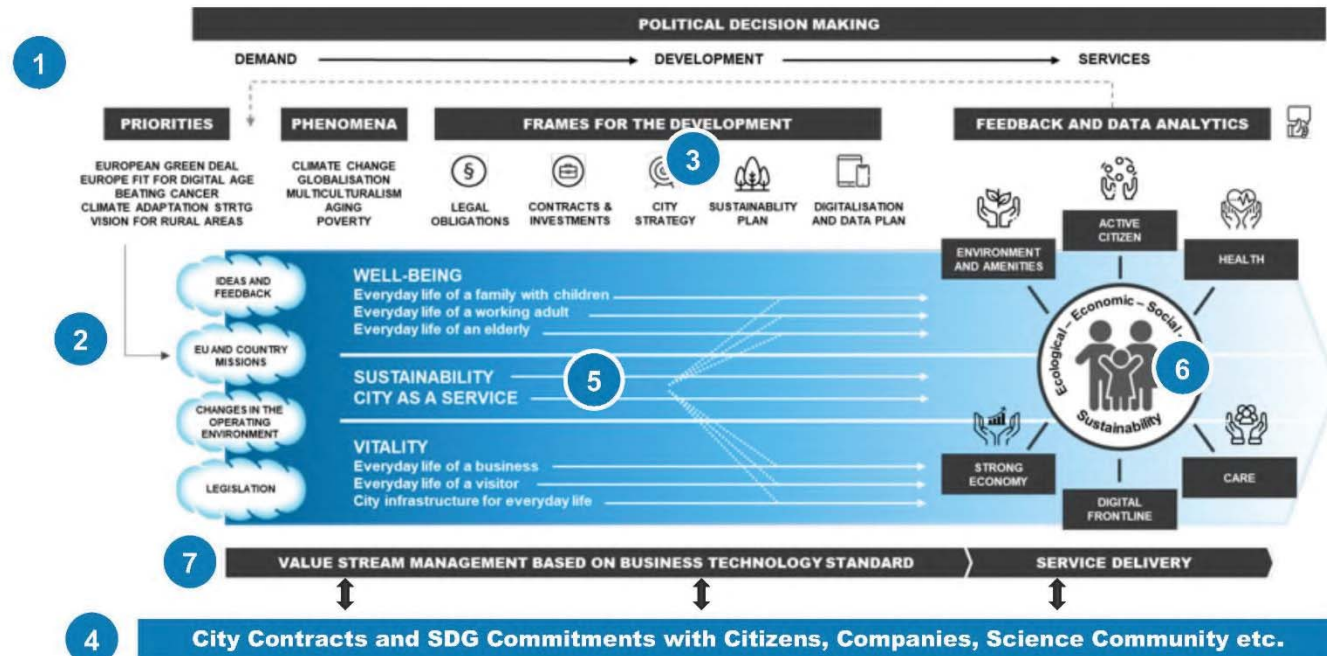 POLITICAL DECISION MAKING
1
DEMAND
DEVELOPMENT
SERVICES
PRIORITIES
PHENOMENA
FRAMES FOR THE DEVELOPMENT
FEEDBACK AND DATA ANALYTICS
EUROPEAN GREEN DEAL
EUROPE FIT FOR DIGITAL AGE
BEATING CANCER
CLIMATE ADAPTATION STRTG
VISION FOR RURAL AREAS
CLIMATE CHANGE
GLOBALISATION
MULTICULTURALISM
AGING
POVERTY
3
§
LEGAL
OBLIGATIONS
CONTRACTS &
INVESTMENTS
CITY
STRATEGY
SUSTAINABLITY
PLAN
DIGITALISATION
AND DATA PLAN
ENVIRONMENT
AND AMENITIES
ACTIVE
CITIZEN
HEALTH
2
IDEAS AND
FEEDBACK
EU AND COUNTRY
MISSIONS
CHANGES IN THE
OPERATING
ENVIRONMENT
LEGISLATION
WELL-BEING
Everyday life of a family with children
Everyday life of a working adult
Everyday life of an elderly
SUSTAINABILITY
CITY AS A SERVICE
5
VITALITY
Everyday life of a business
Everyday life of a visitor
City infrastructure for everyday life
Ecological – Economic – Social -
Sustainability
6
STRONG
ECONOMY
DIGITAL
FRONTLINE
CARE
7
VALUE STREAM MANAGEMENT BASED ON BUSINESS TECHNOLOGY STANDARD
SERVICE DELIVERY
4
City Contracts and SDG Commitments with Citizens, Companies, Science Community etc.